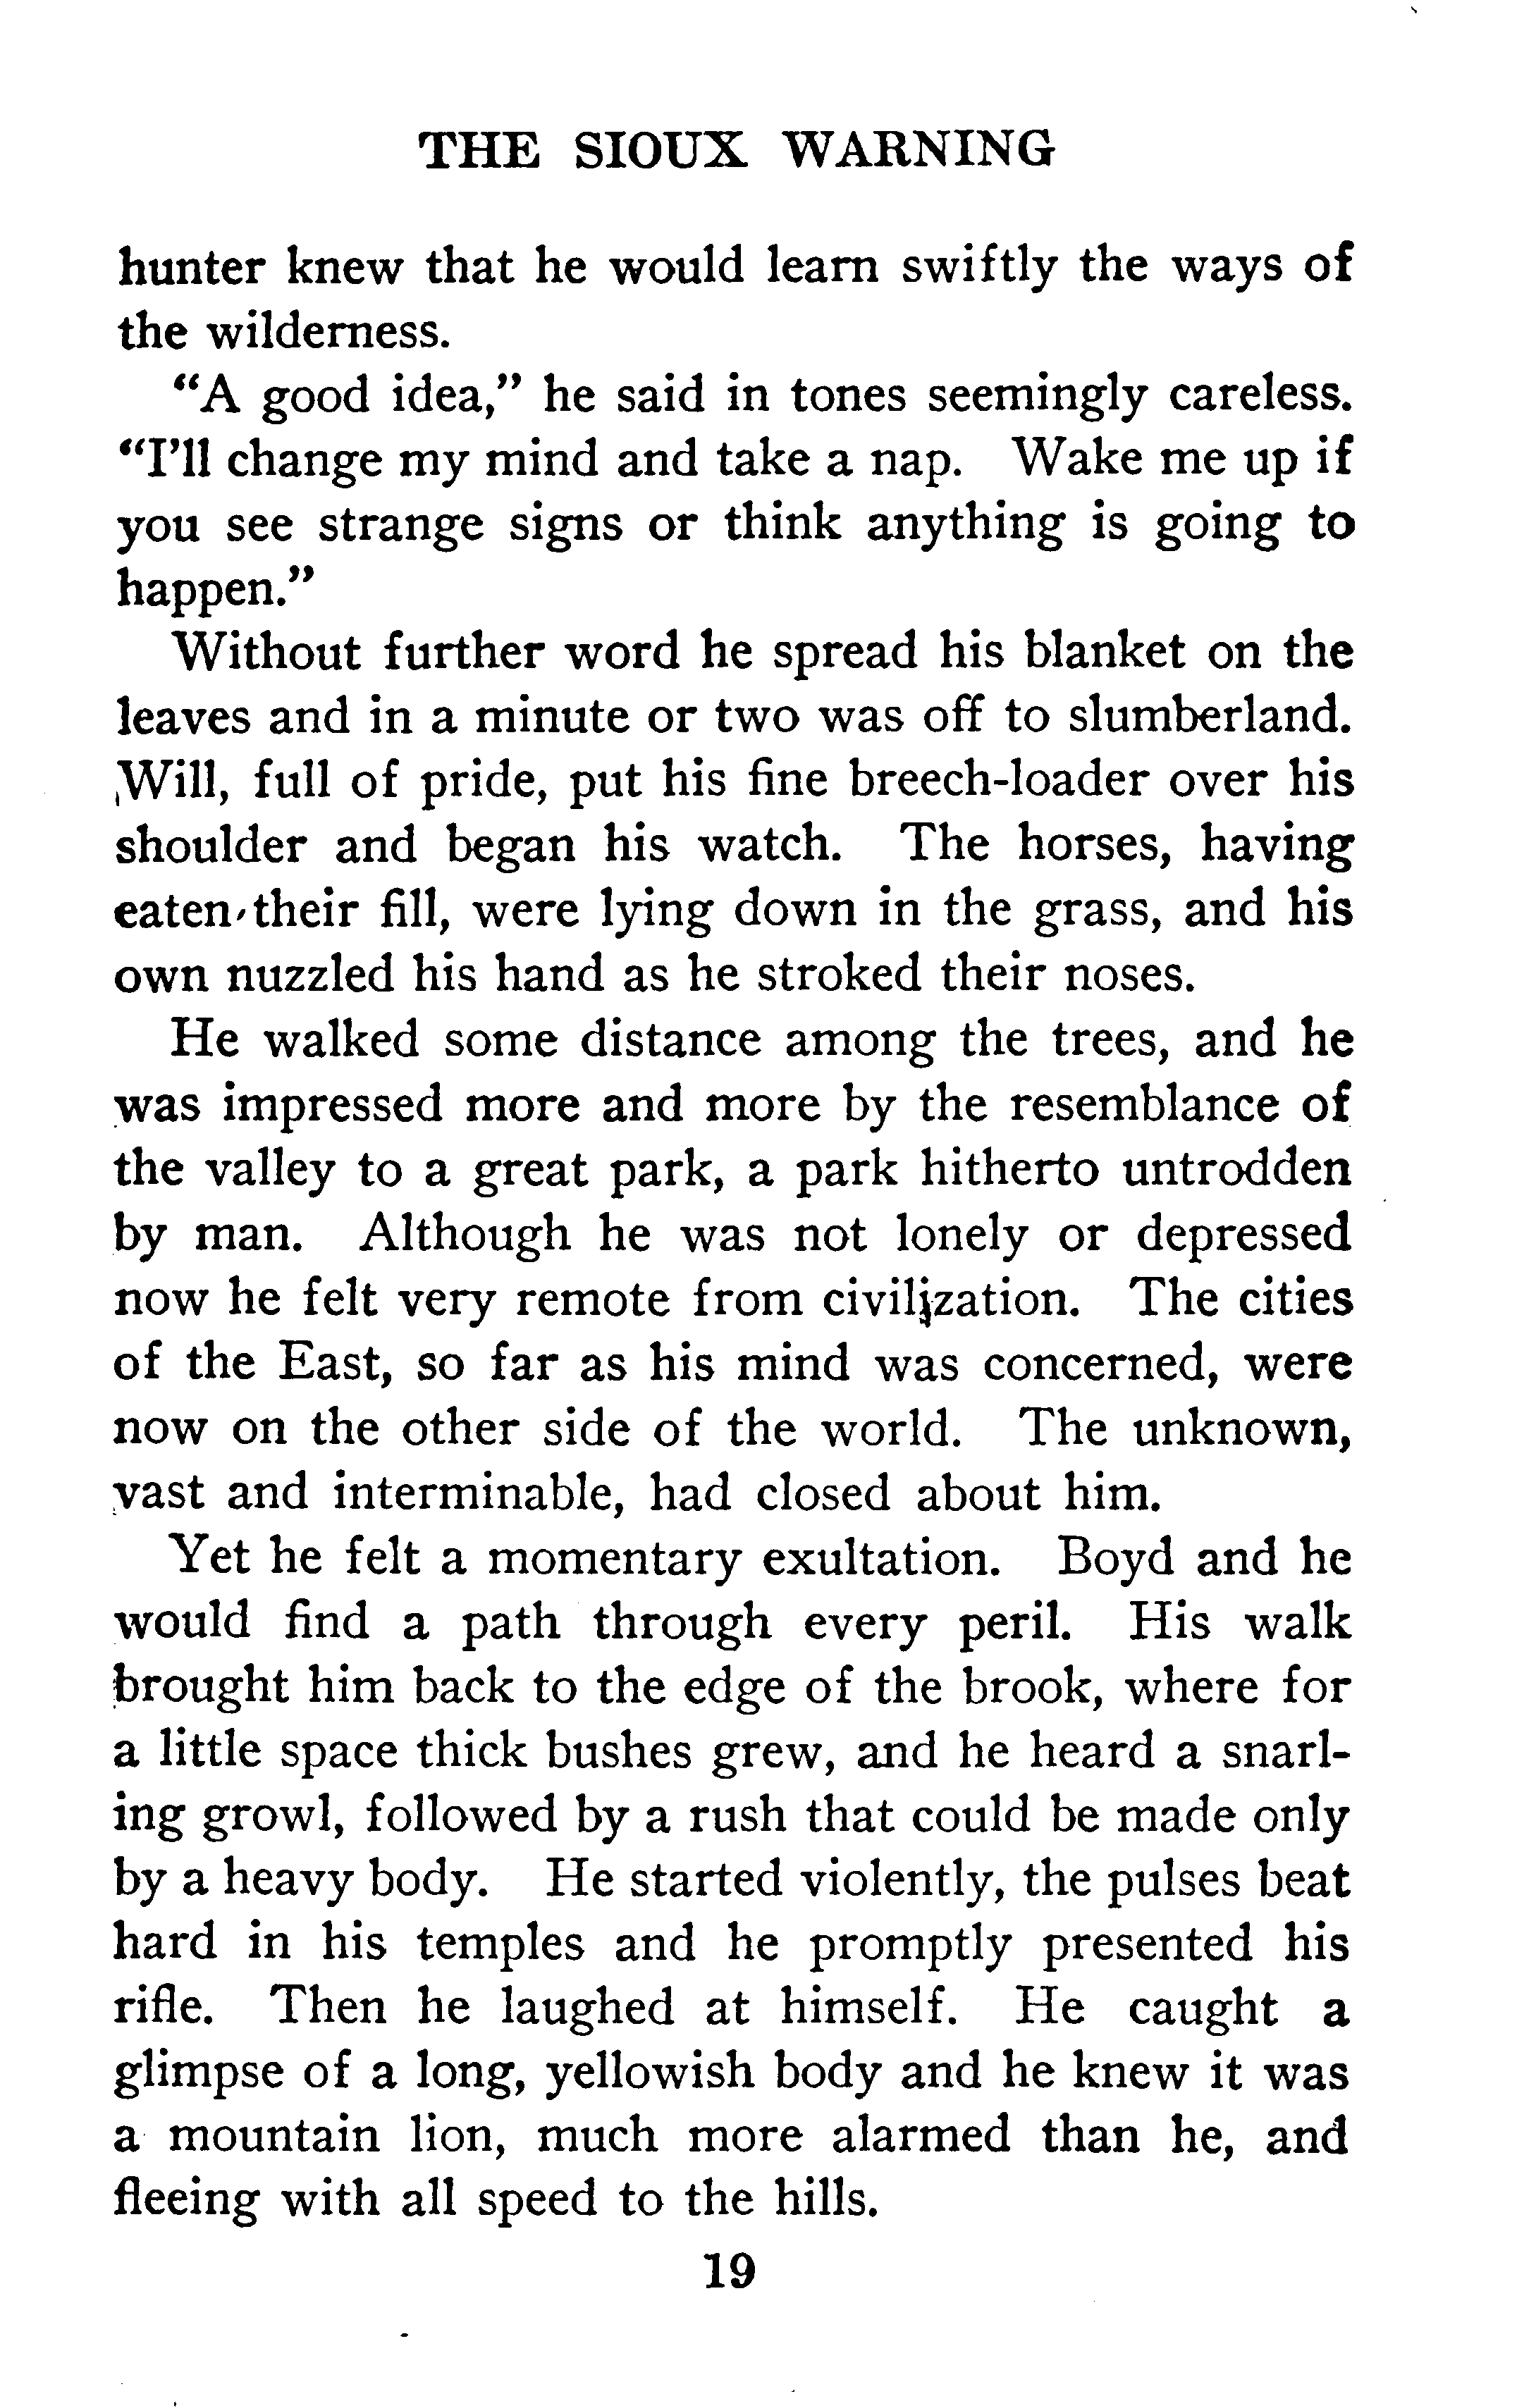 THE SIOUX WARNING
hunter knew that he would learn swiftly the ways of
the wilderness.
"A good idea," he said in tones seemingly careless.
"I'll change my mind and take a nap. Wake me up if
you see strange signs or think anything is going to
happen."
Without further word he spread his blanket on the
leaves and in a minute or two was off to slumberland.
Will, full of pride, put his fine breech-loader over his
shoulder and began his watch. The horses, having
eaten their fill, were lying down in the grass, and his
own nuzzled his hand as he stroked their noses.
He walked some distance among the trees, and he
was impressed more and more by the resemblance of
the valley to a great park, a park hitherto untrodden
by man. Although he was not lonely or depressed
now he felt very remote from civilization. The cities
of the East, so far as his mind was concerned, were
now on the other side of the world. The unknown,
vast and interminable, had closed about him.
Yet he felt a momentary exultation. Boyd and he
would find a path through every peril. His walk
brought him back to the edge of the brook, where for
a little space thick bushes grew, and he heard a snarl-
ing growl, followed by a rush that could be made only
by a heavy body. He started violently, the pulses beat
hard in his temples and he promptly presented his
rifle. Then he laughed at himself. He caught a
glimpse of a long, yellowish body and he knew it was
a mountain lion, much more alarmed than he, and
fleeing with all speed to the hills.
19